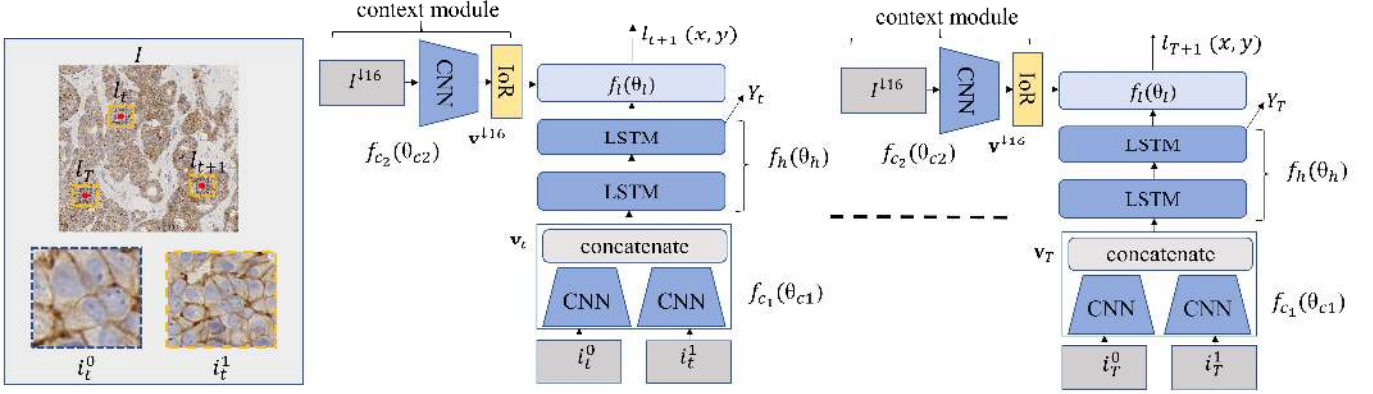 I
l_t
l_{t+1}
l_T
i_t^0
i_t^1
context module
I^{↓16}
CNN
IoR
v^{↓16}
f_{c_2}(θ_{c2})
l_{t+1} (x, y)
f_l(θ_l)
Y_t
LSTM
LSTM
f_h(θ_h)
v_t
concatenate
CNN
CNN
f_{c_1}(θ_{c1})
i_t^0
i_t^1
context module
I^{↓16}
CNN
IoR
v^{↓16}
f_{c_2}(θ_{c2})
l_{T+1} (x, y)
f_l(θ_l)
Y_T
LSTM
LSTM
f_h(θ_h)
v_T
concatenate
CNN
CNN
f_{c_1}(θ_{c1})
i_T^0
i_T^1